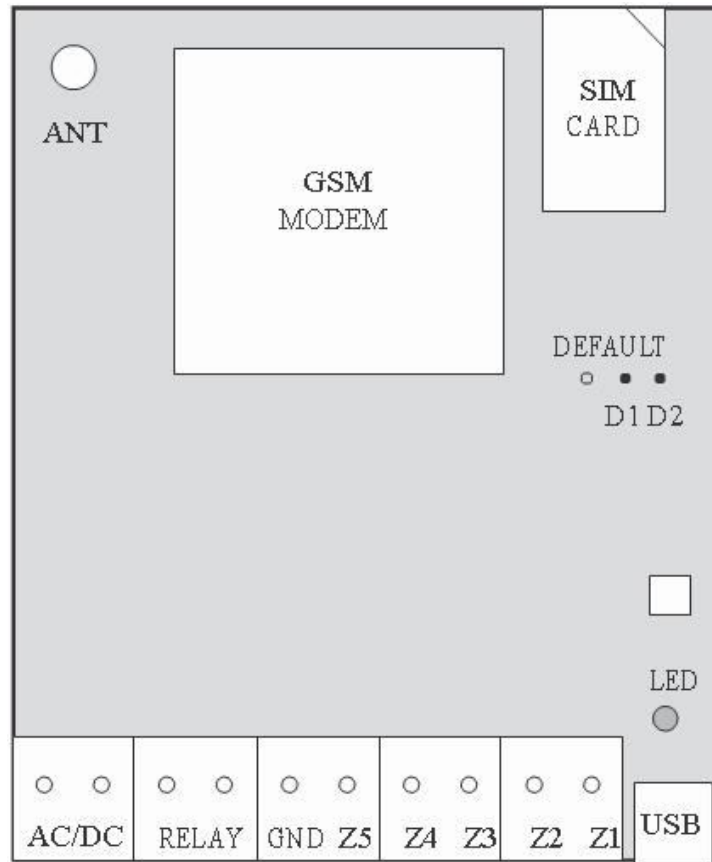 ANT
GSM
MODEM
SIM
CARD
DEFAULT
D1 D2
LED
AC/DC RELAY GND Z5 Z4 Z3 Z2 Z1 USB